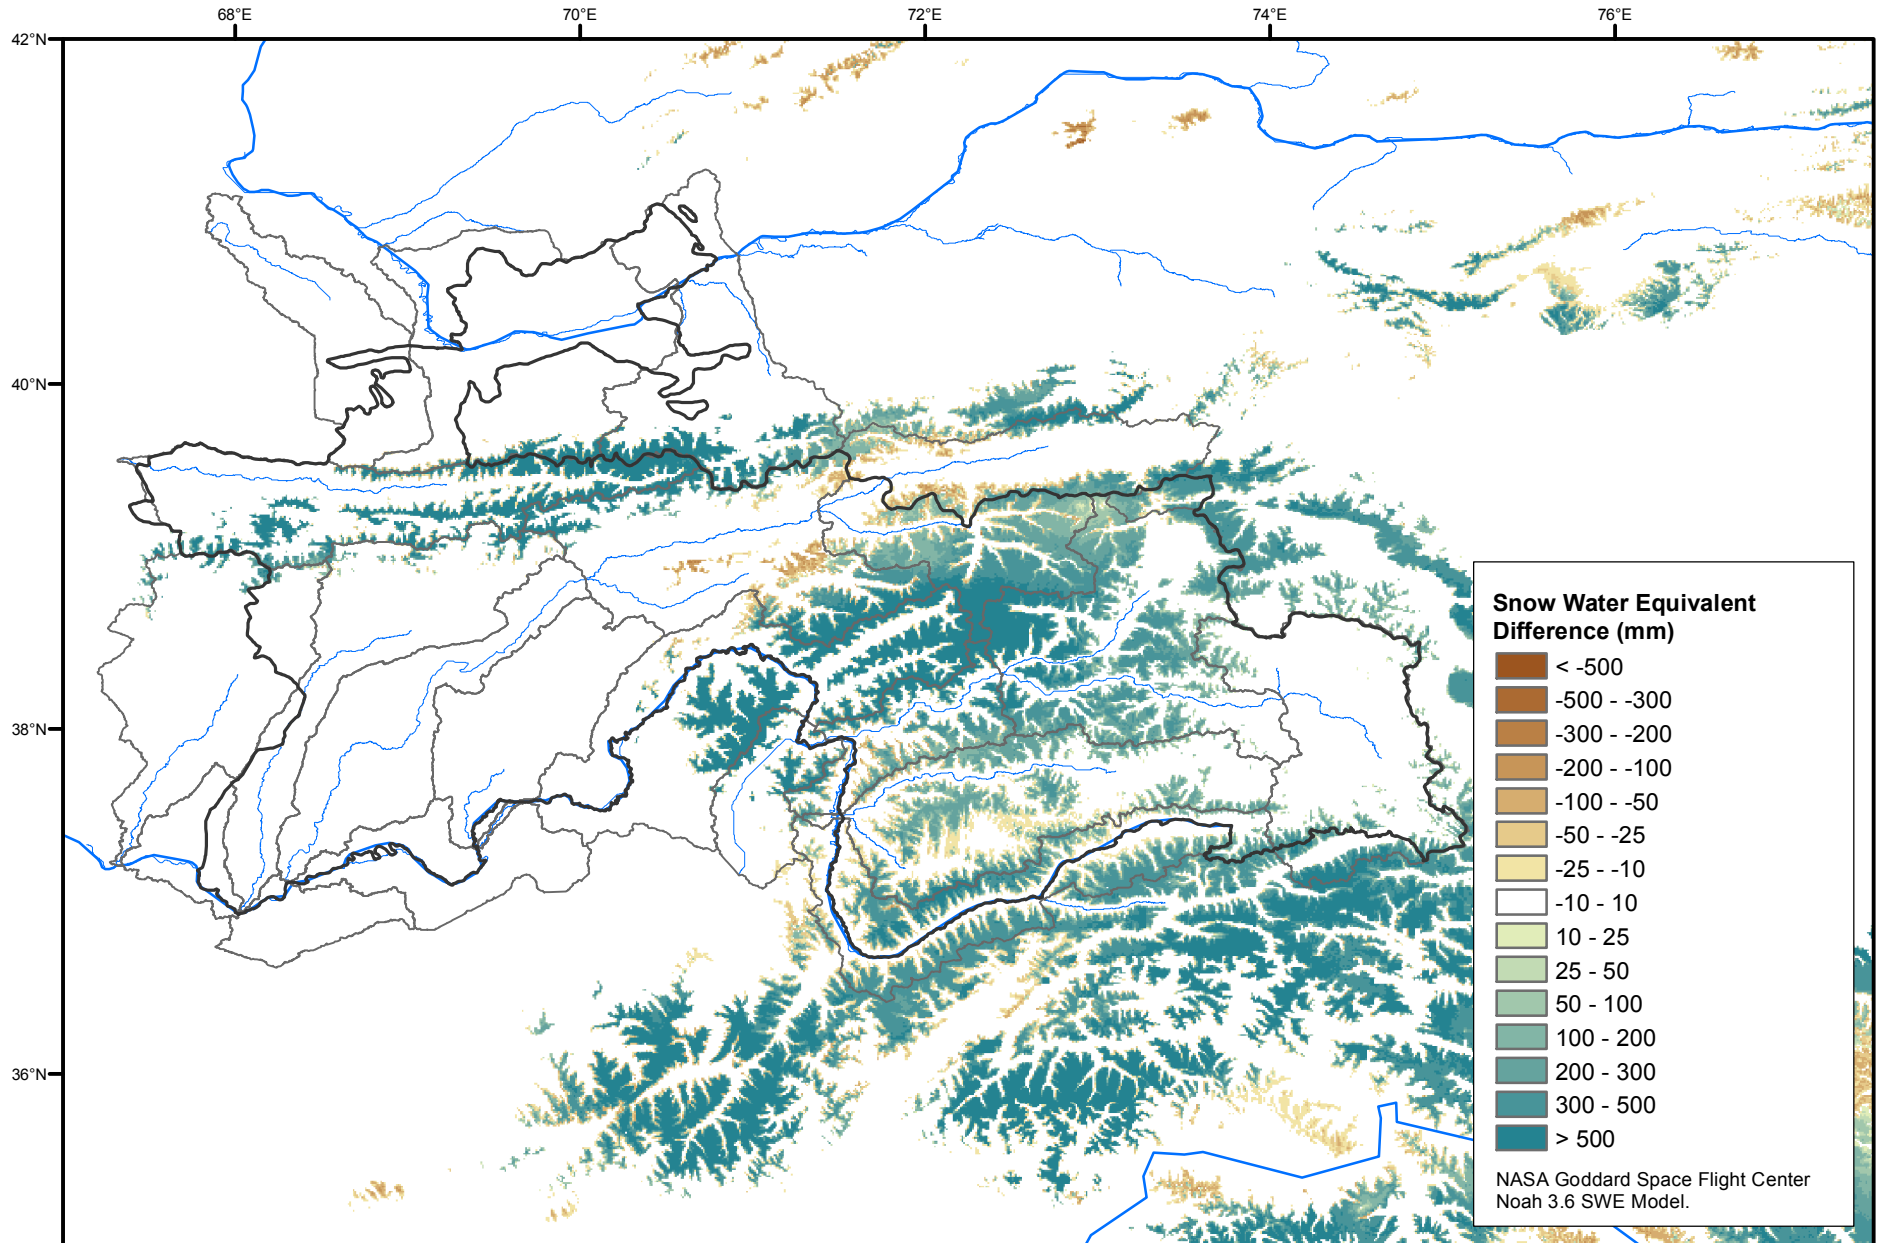 68°E 70°E 72°E 74°E 76°E
42°N
40°N
38°N
36°N
Snow Water Equivalent
Difference (mm)
< -500
-500 - -300
-300 - -200
-200 - -100
-100 - -50
-50 - -25
-25 - -10
-10 - 10
10 - 25
25 - 50
50 - 100
100 - 200
200 - 300
300 - 500
> 500
NASA Goddard Space Flight Center
Noah 3.6 SWE Model.